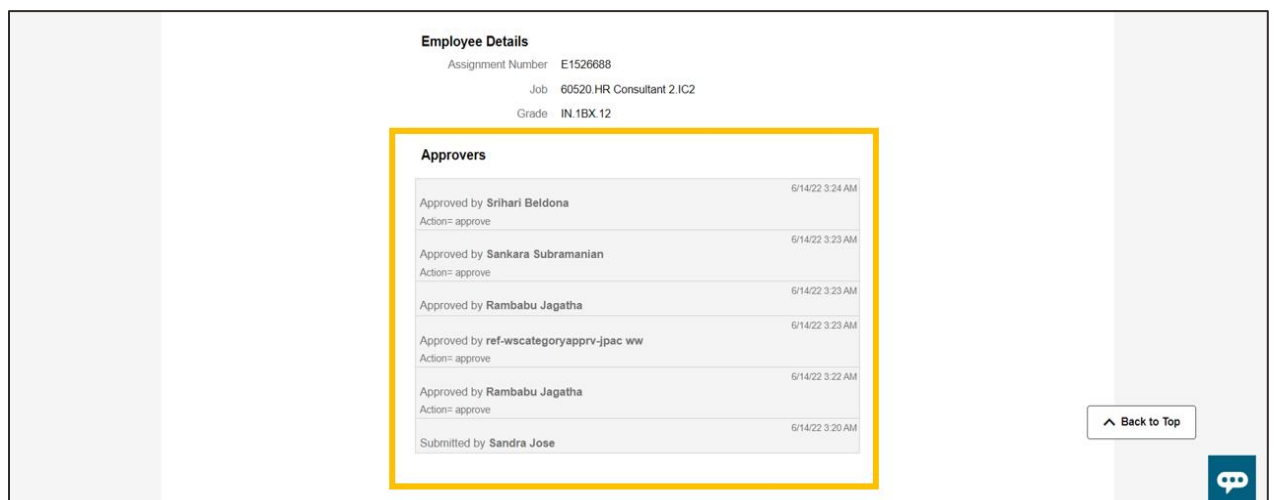 Employee Details
Assignment Number E1526688
Job 60520.HR Consultant 2.IC2
Grade IN.1BX.12
Approvers
6/14/22 3:24 AM
Approved by Srihari Beldona
Action= approve
6/14/22 3:23 AM
Approved by Sankara Subramanian
Action= approve
6/14/22 3:23 AM
Approved by Rambabu Jagatha
6/14/22 3:23 AM
Approved by ref-wscategoryapprv-jpac ww
Action= approve
6/14/22 3:22 AM
Approved by Rambabu Jagatha
Action= approve
6/14/22 3:20 AM
Submitted by Sandra Jose
Back to Top